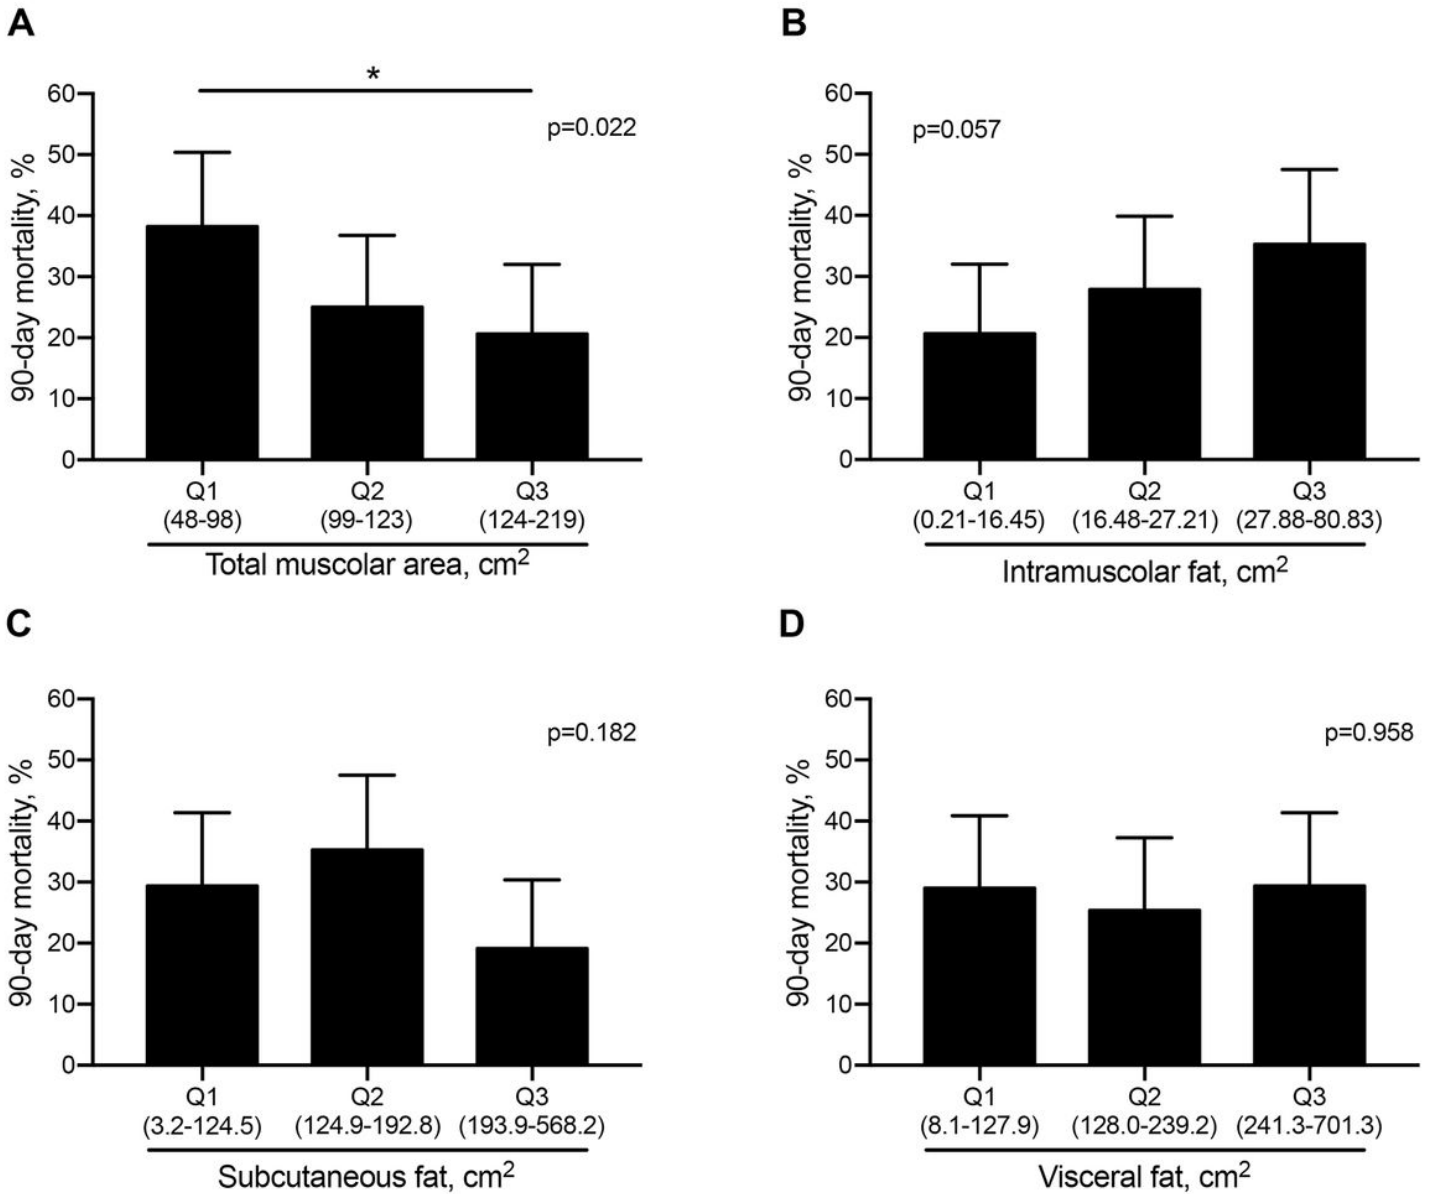 A
*
p=0.022
90-day mortality, %
60
50
40
30
20
10
0
Q1 Q2 Q3
(48-98) (99-123) (124-219)
Total muscolar area, cm2
B
p=0.057
90-day mortality, %
60
50
40
30
20
10
0
Q1 Q2 Q3
(0.21-16.45) (16.48-27.21) (27.88-80.83)
Intramuscolar fat, cm2
C
p=0.182
90-day mortality, %
60
50
40
30
20
10
0
Q1 Q2 Q3
(3.2-124.5) (124.9-192.8) (193.9-568.2)
Subcutaneous fat, cm2
D
p=0.958
90-day mortality, %
60
50
40
30
20
10
0
Q1 Q2 Q3
(8.1-127.9) (128.0-239.2) (241.3-701.3)
Visceral fat, cm2